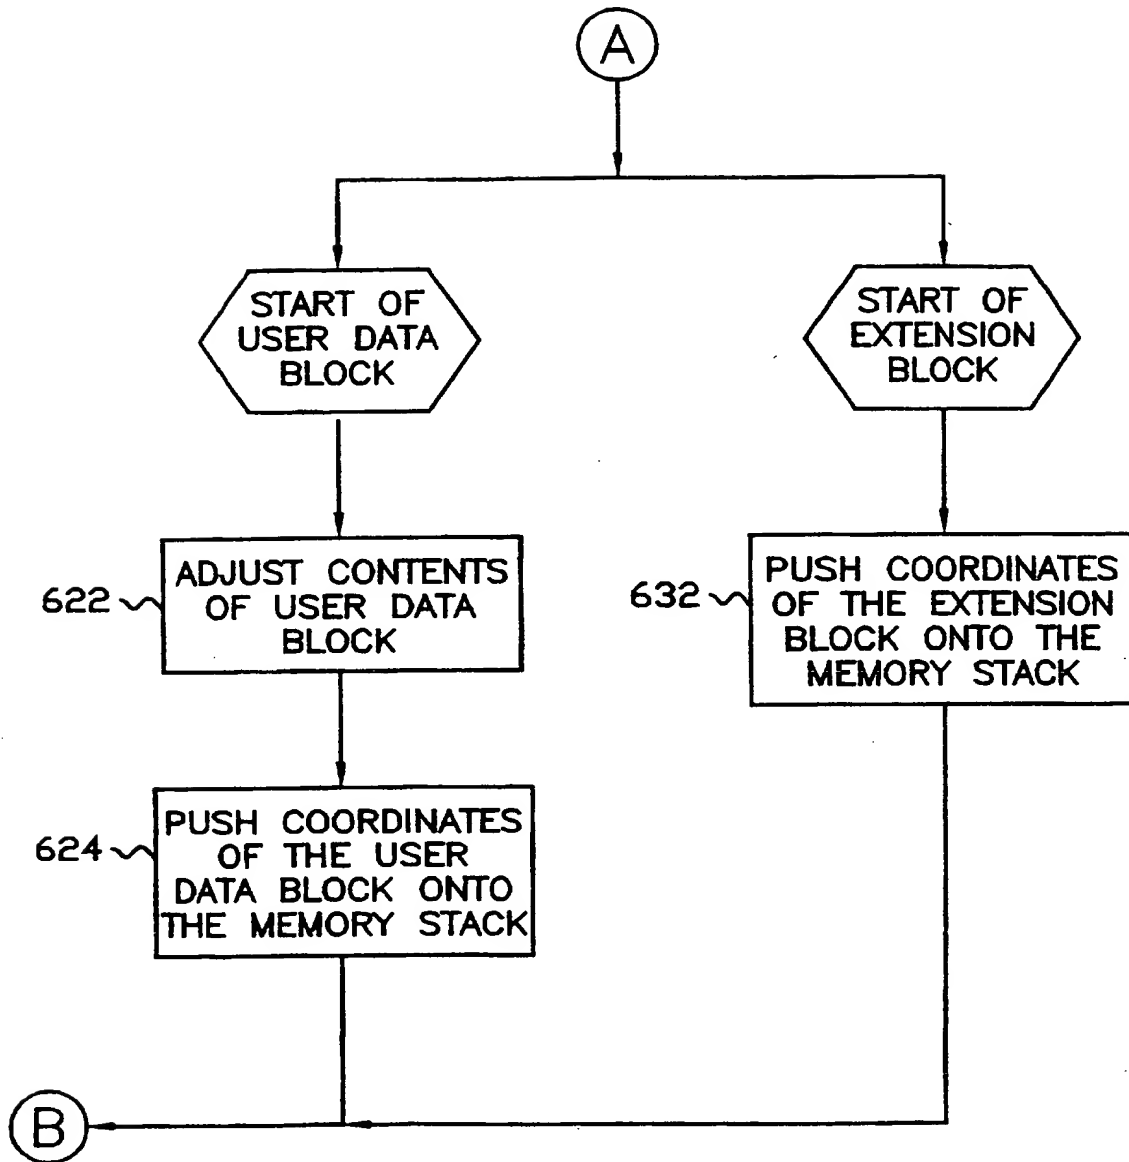 A
START OF
USER DATA
BLOCK
START OF
EXTENSION
BLOCK
622
ADJUST CONTENTS
OF USER DATA
BLOCK
632
PUSH COORDINATES
OF THE EXTENSION
BLOCK ONTO THE
MEMORY STACK
624
PUSH COORDINATES
OF THE USER
DATA BLOCK ONTO
THE MEMORY STACK
B